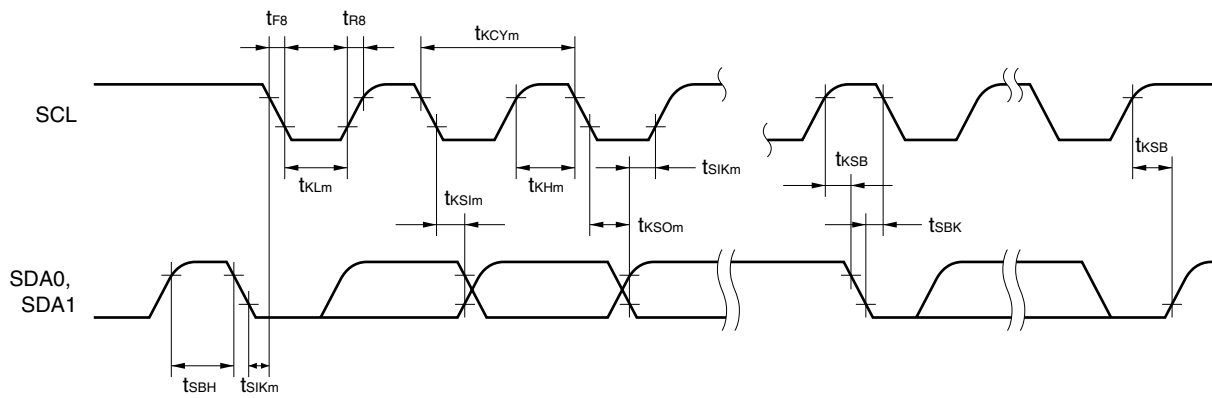 tF8 tR8 tKCYm
SCL
tKSB tKSB
tKLm tKHm tSIKm
tKSIm tKSOm tSBK
SDA0,
SDA1
tSBH tSIKm